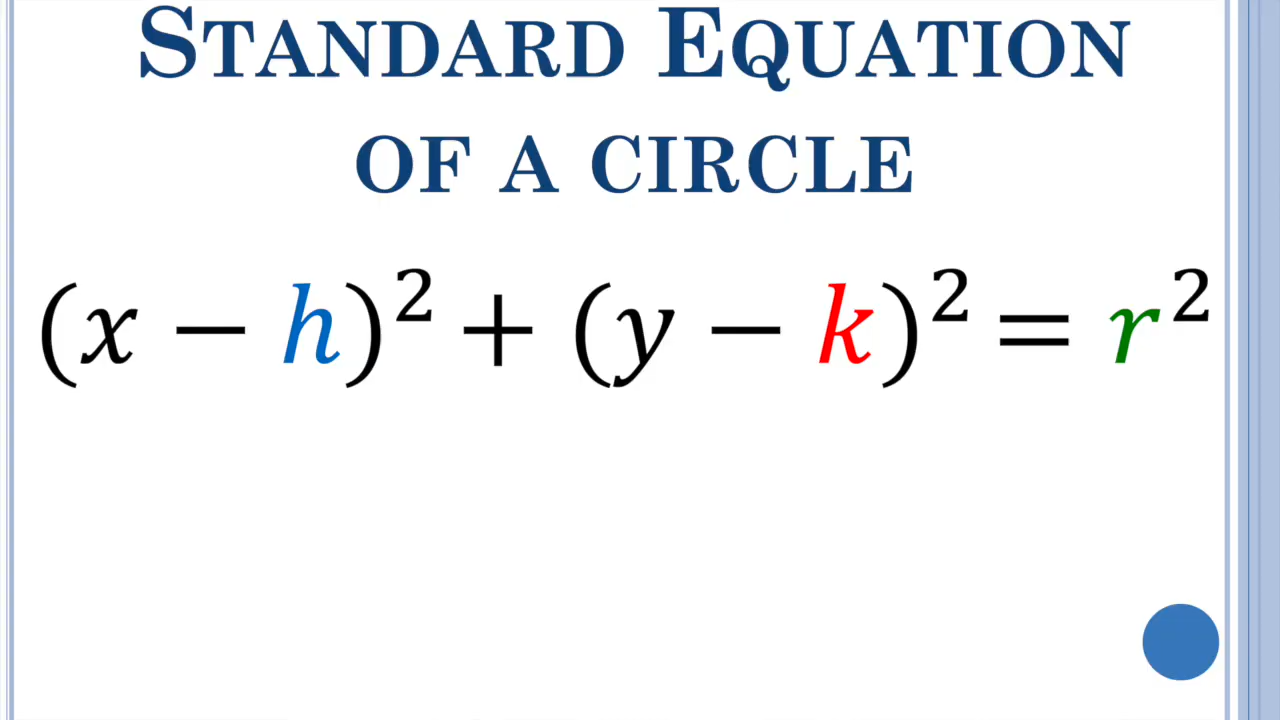 STANDARD EQUATION
OF A CIRCLE
(x − h)² + (y − k)² = r²